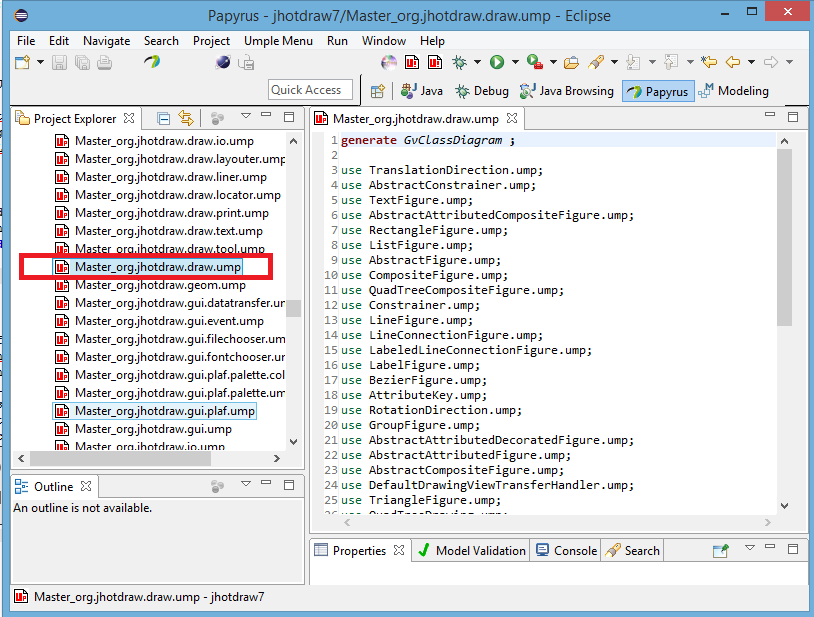 Papyrus - jhotdraw7/Master_org.jhotdraw.draw.ump - Eclipse
File Edit Navigate Search Project Umple Menu Run Window Help
Quick Access
Java Debug Java Browsing Papyrus Modeling
Project Explorer
Master_org.jhotdraw.draw.io.ump
Master_org.jhotdraw.draw.layouter.ump
Master_org.jhotdraw.draw.liner.ump
Master_org.jhotdraw.draw.locator.ump
Master_org.jhotdraw.draw.print.ump
Master_org.jhotdraw.draw.text.ump
Master_org.jhotdraw.draw.tool.ump
Master_org.jhotdraw.draw.ump
Master_org.jhotdraw.geom.ump
Master_org.jhotdraw.gui.datatransfer.ur
Master_org.jhotdraw.gui.event.ump
Master_org.jhotdraw.gui.filechooser.um
Master_org.jhotdraw.gui.fontchooser.ur
Master_org.jhotdraw.gui.plaf.palette.col
Master_org.jhotdraw.gui.plaf.palette.um
Master_org.jhotdraw.gui.plaf.ump
Master_org.jhotdraw.gui.ump
Master_org.jhotdraw.io.ump
Outline
An outline is not available.
Master_org.jhotdraw.draw.ump
1 generate GvClassDiagram ;
2
3 use TranslationDirection.ump;
4 use AbstractConstrainer.ump;
5 use TextFigure.ump;
6 use AbstractAttributedCompositeFigure.ump;
7 use RectangleFigure.ump;
8 use ListFigure.ump;
9 use AbstractFigure.ump;
10 use CompositeFigure.ump;
11 use QuadTreeCompositeFigure.ump;
12 use Constrainer.ump;
13 use LineFigure.ump;
14 use LineConnectionFigure.ump;
15 use LabeledLineConnectionFigure.ump;
16 use LabelFigure.ump;
17 use BezierFigure.ump;
18 use AttributeKey.ump;
19 use RotationDirection.ump;
20 use GroupFigure.ump;
21 use AbstractAttributedDecoratedFigure.ump;
22 use AbstractAttributedFigure.ump;
23 use AbstractCompositeFigure.ump;
24 use DefaultDrawingViewTransferHandler.ump;
25 use TriangleFigure.ump;
26 use QuadTreeDrawing.ump;
Properties Model Validation Console Search
Master_org.jhotdraw.draw.ump - jhotdraw7